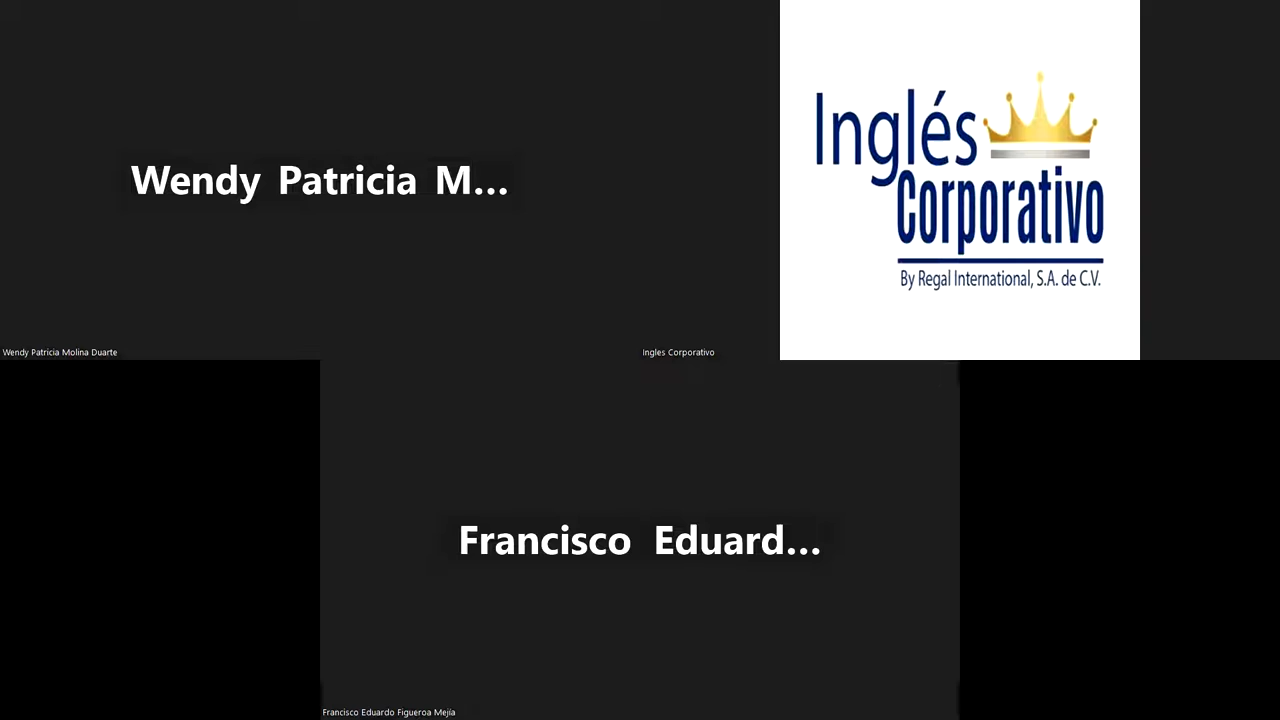 Wendy Patricia M...
Inglés
Corporativo
By Regal International, S.A. de C.V.
Wendy Patricia Molina Duarte
Ingles Corporativo
Francisco Eduard...
Francisco Eduardo Figueroa Mejía